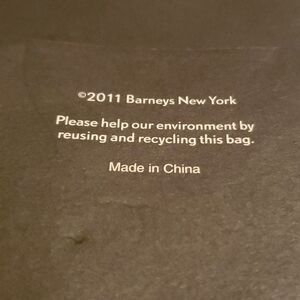 ©2011 Barneys New York
Please help our environment by
reusing and recycling this bag.
Made in China